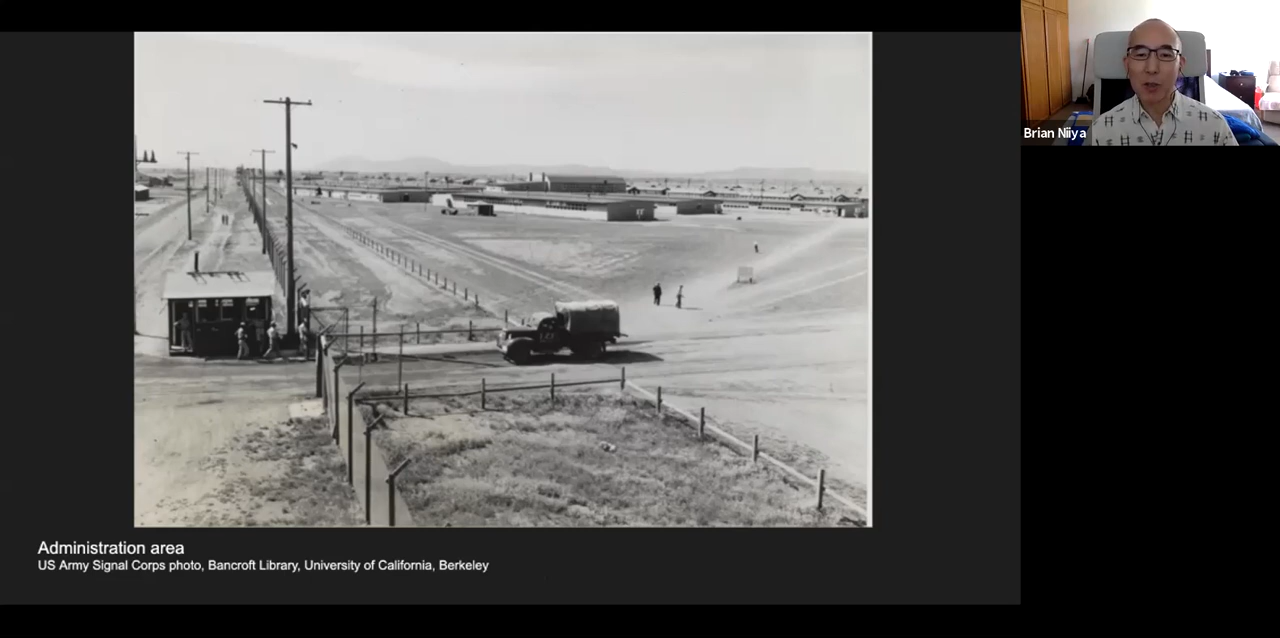 Administration area
US Army Signal Corps photo, Bancroft Library, University of California, Berkeley
Brian Niiya